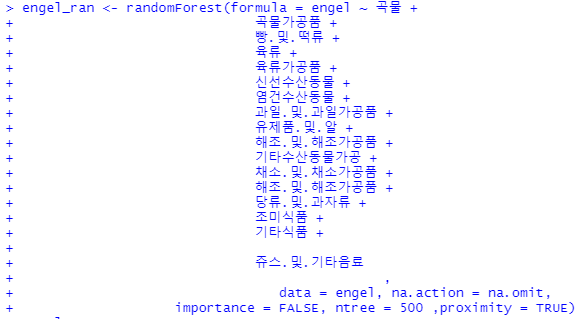 > engel_ran <- randomForest(formula = engel ~ 곡물 +
+ 곡물가공품 +
+ 빵.및.떡류 +
+ 육류 +
+ 육류가공품 +
+ 신선수산동물 +
+ 염건수산동물 +
+ 과일.및.과일가공품 +
+ 유제품.및.알 +
+ 해조.및.해조가공품 +
+ 기타수산동물가공 +
+ 채소.및.채소가공품 +
+ 해조.및.해조가공품 +
+ 당류.및.과자류 +
+ 조미식품 +
+ 기타식품 +
+
+ 쥬스.및.기타음료
+ ,
+ data = engel, na.action = na.omit,
+ importance = FALSE, ntree = 500 ,proximity = TRUE)